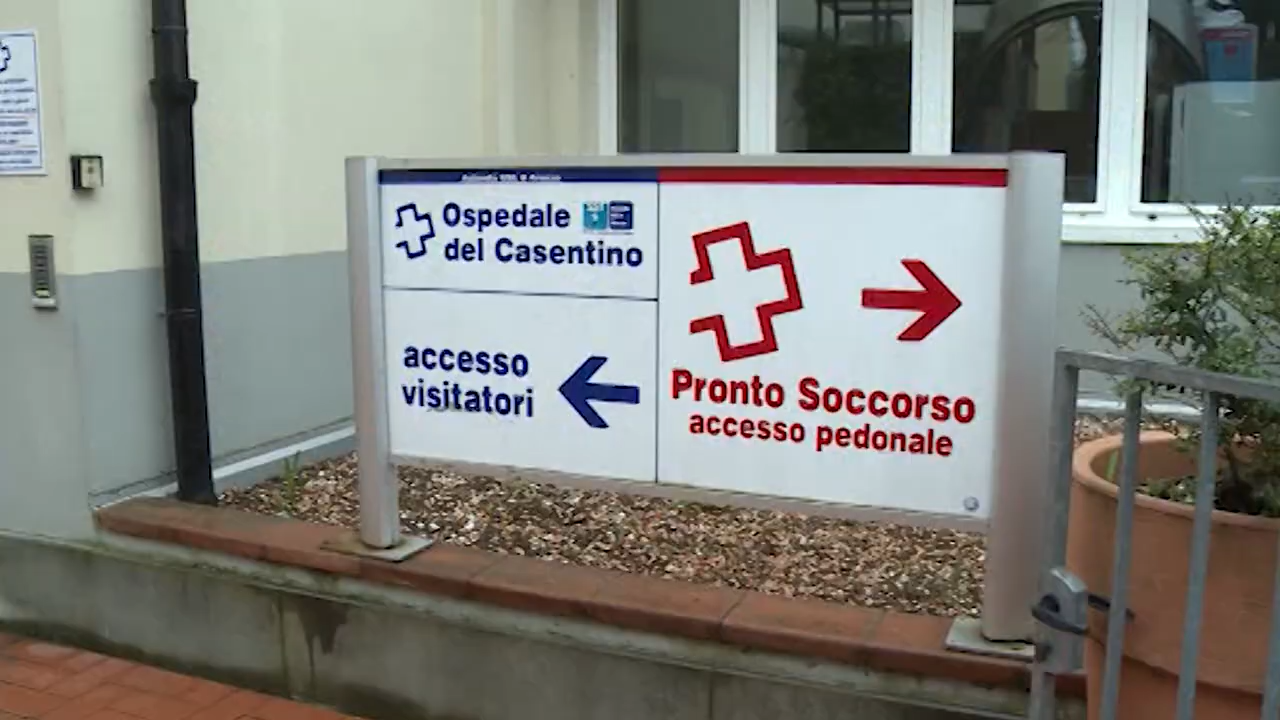 Ospedale
del Casentino
accesso
visitatori
Pronto Soccorso
accesso pedonale